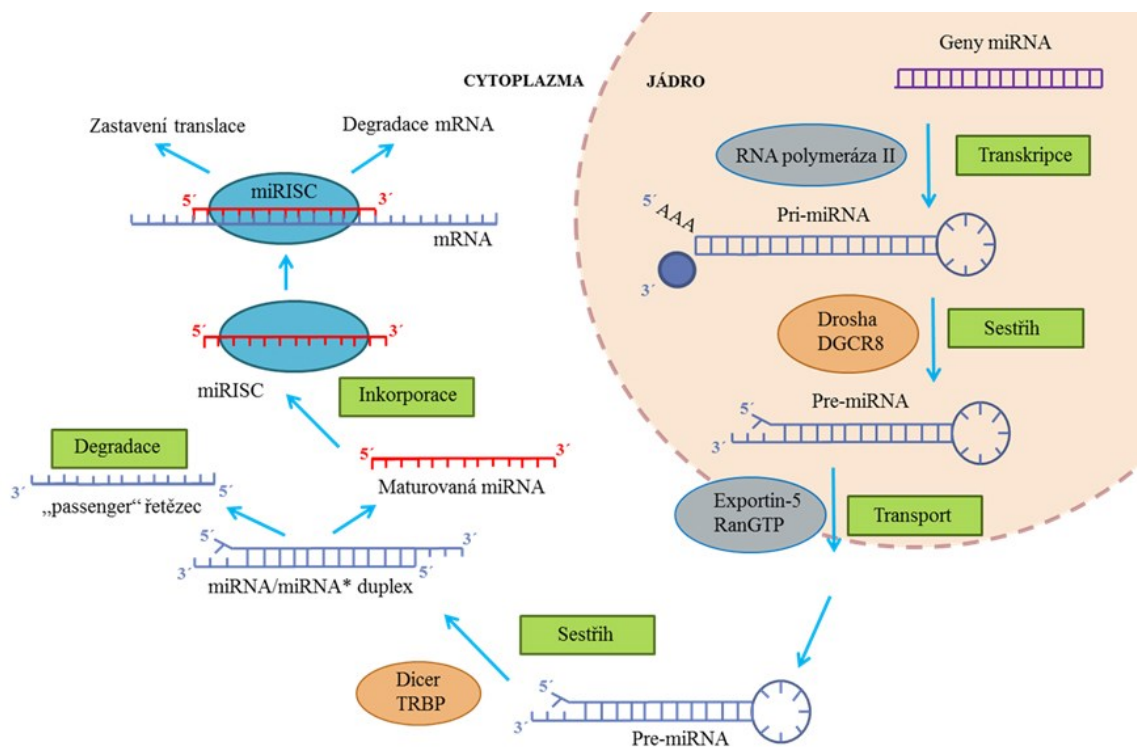 CYTOPLAZMA
JÁDRO
Geny miRNA
RNA polymeráza II
Transkripce
5´
AAA
Pri-miRNA
3´
Drosha
DGCR8
Sestřih
Pre-miRNA
5´
3´
Exportin-5
RanGTP
Transport
5´
3´
Pre-miRNA
Sestřih
Dicer
TRBP
3´
3´
5´
miRNA/miRNA* duplex
Degradace
3´
5´
„passenger“ řetězec
5´
3´
Maturovaná miRNA
Inkorporace
5´
3´
miRISC
miRISC
5´
3´
mRNA
Zastavení translace
Degradace mRNA